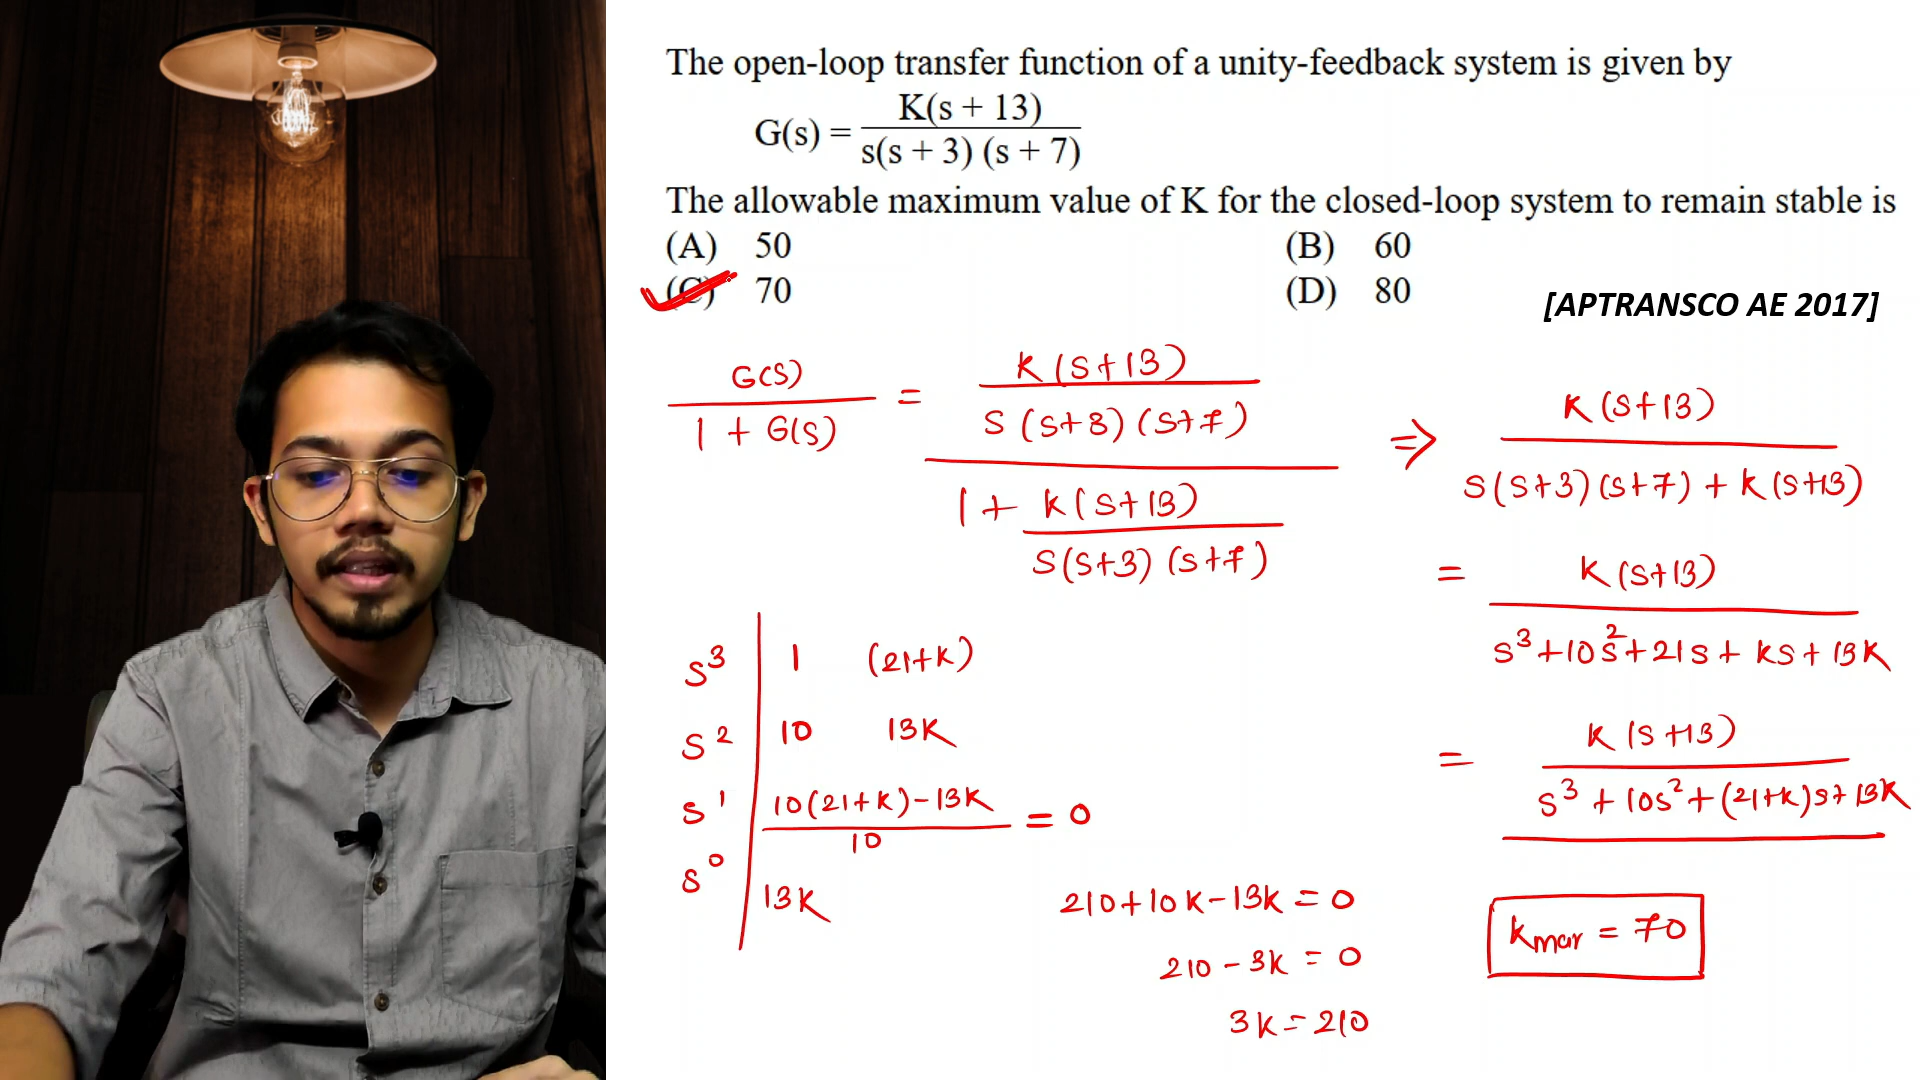 The open-loop transfer function of a unity-feedback system is given by
G(s) = K(s + 13) / s(s + 3) (s + 7)
The allowable maximum value of K for the closed-loop system to remain stable is
(A) 50
(B) 60
(C) 70
(D) 80
[APTRANSCO AE 2017]
G(S) / 1 + G(S) = K(S+13) / S(S+3)(S+7) / 1 + K(S+13) / S(S+3)(S+7)
⇒ K(S+13) / S(S+3)(S+7) + K(S+13)
= K(S+13) / S³+10S²+21S+KS+13K
= K(S+13) / S³+10S²+(21+K)S+13K
S³ 1 (21+K)
S² 10 13K
S¹ 10(21+K)-13K / 10 = 0
S⁰ 13K
210+10K-13K = 0
210-3K = 0
3K = 210
Kmax = 70